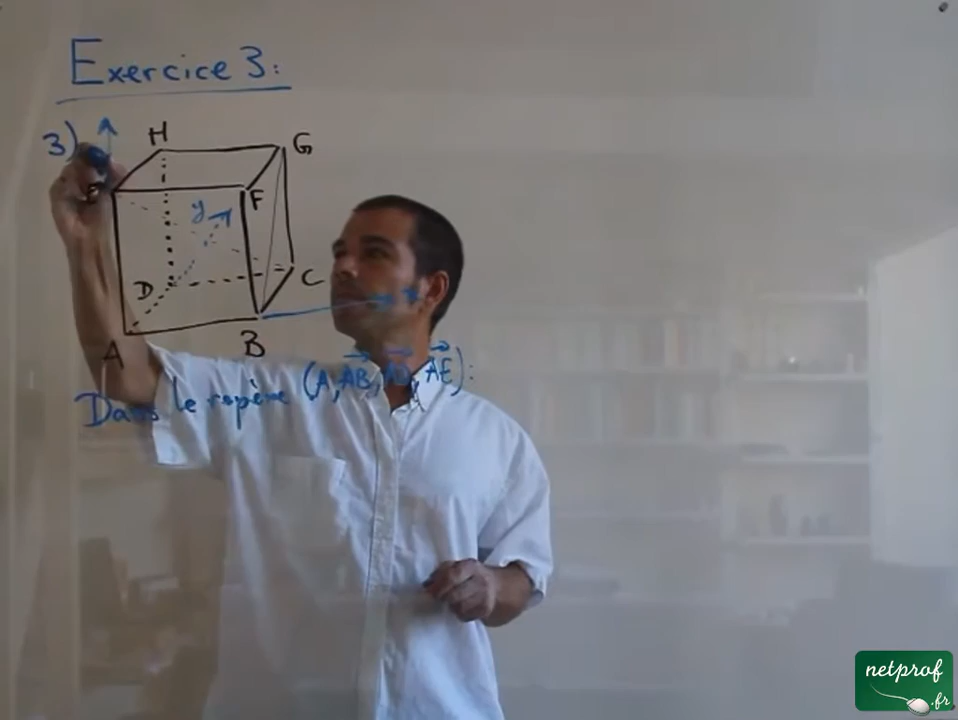 Exercice 3:
3)
H
G
F
y
D
C
x
A
B
Dans le repère (A, AB, AD, AE):
netprof
.fr